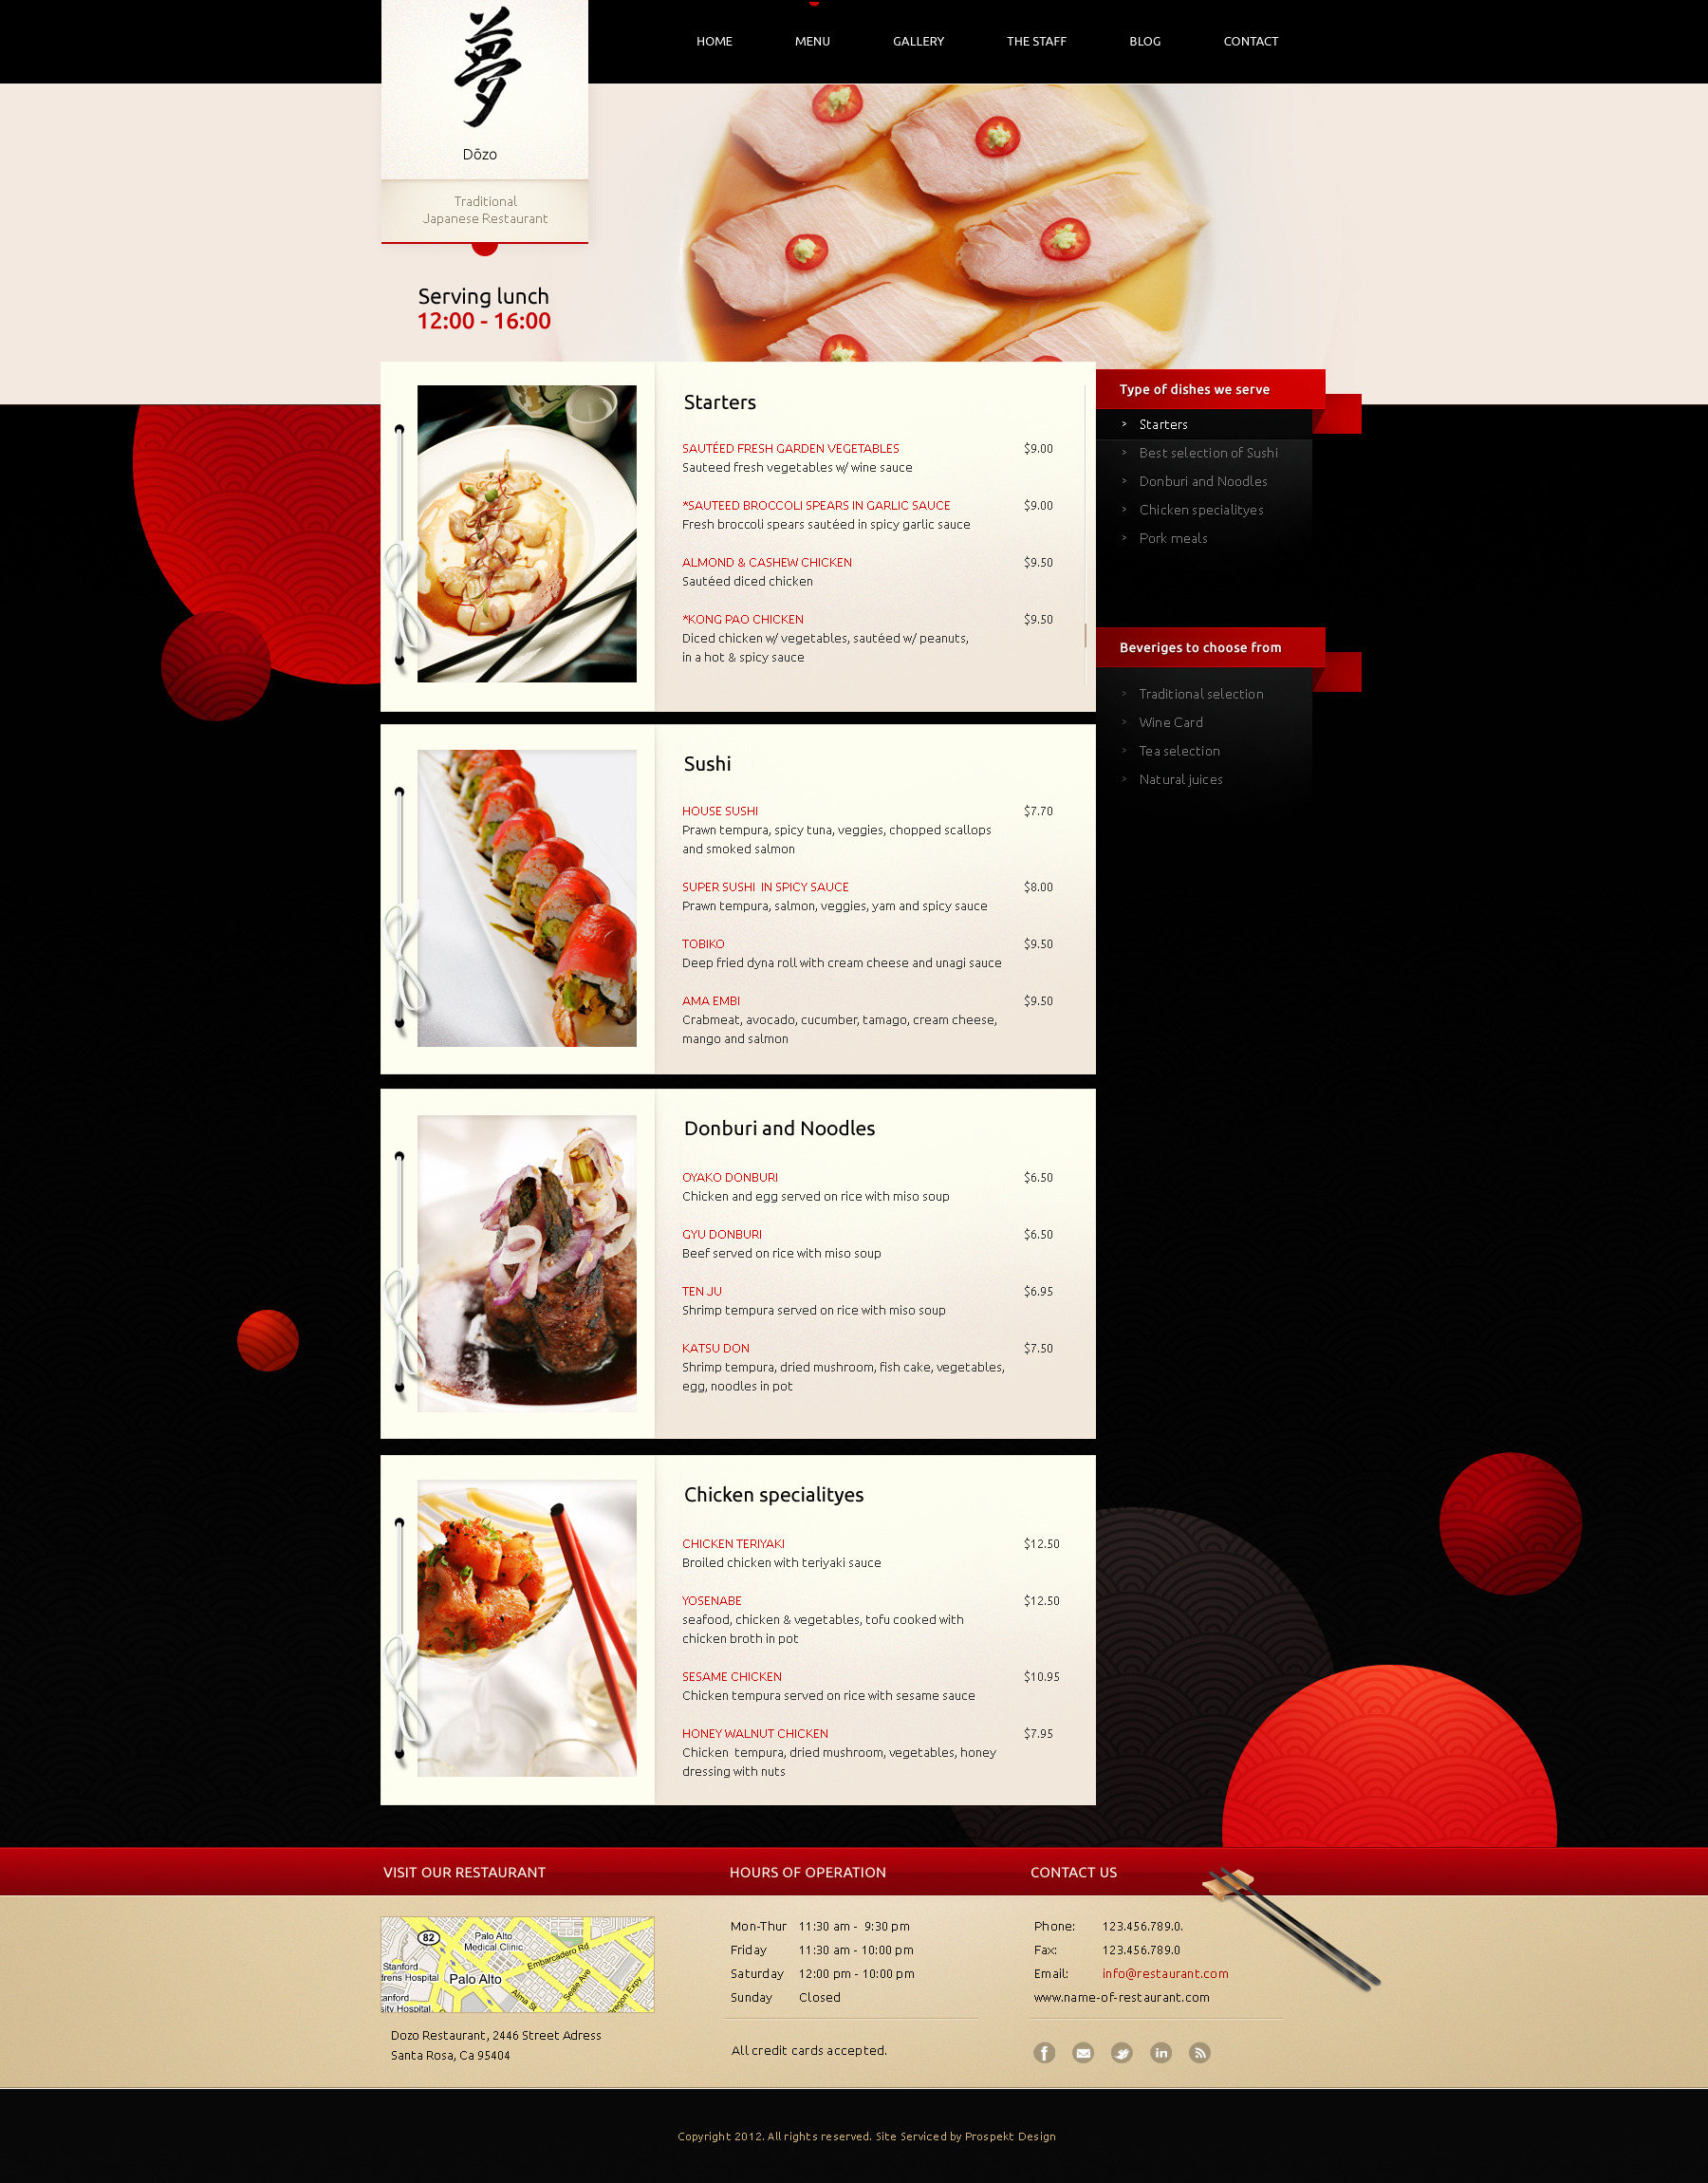 夢
Dōzo
Traditional
Japanese Restaurant
HOME MENU GALLERY THE STAFF BLOG CONTACT
Serving lunch
12:00 - 16:00
Starters
SAUTÉED FRESH GARDEN VEGETABLES $9.00
Sauteed fresh vegetables w/ wine sauce
*SAUTEED BROCCOLI SPEARS IN GARLIC SAUCE $9.00
Fresh broccoli spears sautéed in spicy garlic sauce
ALMOND & CASHEW CHICKEN $9.50
Sautéed diced chicken
*KONG PAO CHICKEN $9.50
Diced chicken w/ vegetables, sautéed w/ peanuts,
in a hot & spicy sauce
Type of dishes we serve
> Starters
> Best selection of Sushi
> Donburi and Noodles
> Chicken specialityes
> Pork meals
Beveriges to choose from
> Traditional selection
> Wine Card
> Tea selection
> Natural juices
Sushi
HOUSE SUSHI $7.70
Prawn tempura, spicy tuna, veggies, chopped scallops
and smoked salmon
SUPER SUSHI IN SPICY SAUCE $8.00
Prawn tempura, salmon, veggies, yam and spicy sauce
TOBIKO $9.50
Deep fried dyna roll with cream cheese and unagi sauce
AMA EMBI $9.50
Crabmeat, avocado, cucumber, tamago, cream cheese,
mango and salmon
Donburi and Noodles
OYAKO DONBURI $6.50
Chicken and egg served on rice with miso soup
GYU DONBURI $6.50
Beef served on rice with miso soup
TEN JU $6.95
Shrimp tempura served on rice with miso soup
KATSU DON $7.50
Shrimp tempura, dried mushroom, fish cake, vegetables,
egg, noodles in pot
Chicken specialityes
CHICKEN TERIYAKI $12.50
Broiled chicken with teriyaki sauce
YOSENABE $12.50
seafood, chicken & vegetables, tofu cooked with
chicken broth in pot
SESAME CHICKEN $10.95
Chicken tempura served on rice with sesame sauce
HONEY WALNUT CHICKEN $7.95
Chicken tempura, dried mushroom, vegetables, honey
dressing with nuts
VISIT OUR RESTAURANT
82
Palo Alto
Medical Clinic
Stanford
drens Hospital
Palo Alto
anford
sity Hospital
Embarcadero Rd
Alma St
Seale Ave
regon Expy
Dozo Restaurant, 2446 Street Adress
Santa Rosa, Ca 95404
HOURS OF OPERATION
Mon-Thur 11:30 am - 9:30 pm
Friday 11:30 am - 10:00 pm
Saturday 12:00 pm - 10:00 pm
Sunday Closed
All credit cards accepted.
CONTACT US
Phone: 123.456.789.0.
Fax: 123.456.789.0
Email: info@restaurant.com
www.name-of-restaurant.com
f in
Copyright 2012. All rights reserved. Site Serviced by Prospekt Design